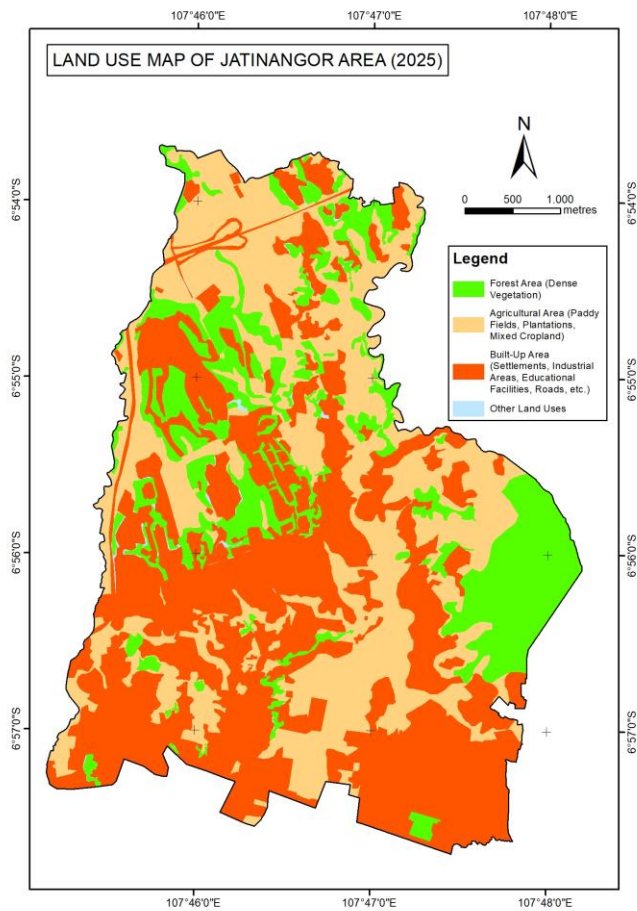 107°46'0"E 107°47'0"E 107°48'0"E
LAND USE MAP OF JATINANGOR AREA (2025)
N
0 500 1.000
metres
6°54'0"S 6°54'0"S
Legend
Forest Area (Dense
Vegetation)
Agricultural Area (Paddy
Fields, Plantations,
Mixed Cropland)
Built-Up Area
(Settlements, Industrial
Areas, Educational
Facilities, Roads, etc.)
Other Land Uses
6°55'0"S 6°55'0"S
6°56'0"S 6°56'0"S
6°57'0"S 6°57'0"S
107°46'0"E 107°47'0"E 107°48'0"E